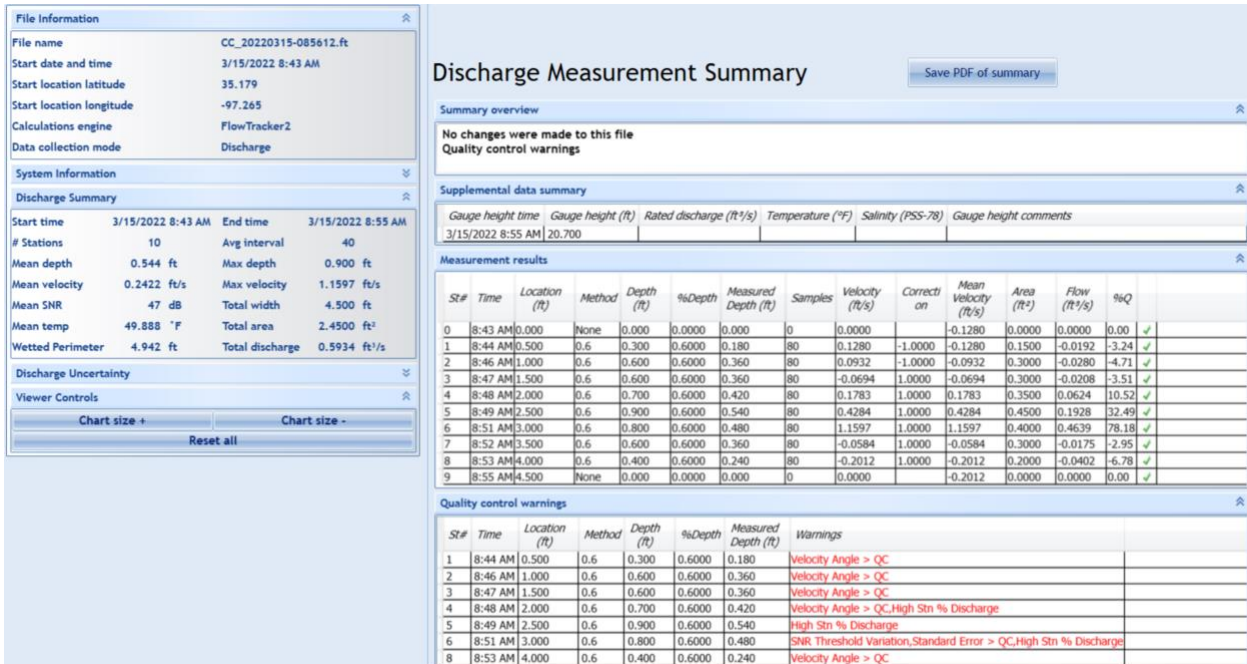 File Information
File name CC_20220315-085612.ft
Start date and time 3/15/2022 8:43 AM
Start location latitude 35.179
Start location longitude -97.265
Calculations engine FlowTracker2
Data collection mode Discharge
System Information
Discharge Summary
Start time 3/15/2022 8:43 AM End time 3/15/2022 8:55 AM
# Stations 10 Avg interval 40
Mean depth 0.544 ft Max depth 0.900 ft
Mean velocity 0.2422 ft/s Max velocity 1.1597 ft/s
Mean SNR 47 dB Total width 4.500 ft
Mean temp 49.888 °F Total area 2.4500 ft²
Wetted Perimeter 4.942 ft Total discharge 0.5934 ft³/s
Discharge Uncertainty
Viewer Controls
Chart size + Chart size -
Reset all
Discharge Measurement Summary
Save PDF of summary
Summary overview
No changes were made to this file
Quality control warnings
Supplemental data summary
Gauge height time Gauge height (ft) Rated discharge (ft³/s) Temperature (°F) Salinity (PSS-78) Gauge height comments
3/15/2022 8:55 AM 20.700
Measurement results
St# Time Location (ft) Method Depth (ft) %Depth Measured Depth (ft) Samples Velocity (ft/s) Correcti on Mean Velocity (ft/s) Area (ft²) Flow (ft³/s) %Q
0 8:43 AM 0.000 None 0.000 0.0000 0.000 0 0.0000 -0.1280 0.0000 0.0000 0.00 ✓
1 8:44 AM 0.500 0.6 0.300 0.6000 0.180 80 0.1280 -1.0000 -0.1280 0.1500 -0.0192 -3.24 ✓
2 8:46 AM 1.000 0.6 0.600 0.6000 0.360 80 0.0932 -1.0000 -0.0932 0.3000 -0.0280 -4.71 ✓
3 8:47 AM 1.500 0.6 0.600 0.6000 0.360 80 -0.0694 1.0000 -0.0694 0.3000 -0.0208 -3.51 ✓
4 8:48 AM 2.000 0.6 0.700 0.6000 0.420 80 0.1783 1.0000 0.1783 0.3500 0.0624 10.52 ✓
5 8:49 AM 2.500 0.6 0.900 0.6000 0.540 80 0.4284 1.0000 0.4284 0.4500 0.1928 32.49 ✓
6 8:51 AM 3.000 0.6 0.800 0.6000 0.480 80 1.1597 1.0000 1.1597 0.4000 0.4639 78.18 ✓
7 8:52 AM 3.500 0.6 0.600 0.6000 0.360 80 -0.0584 1.0000 -0.0584 0.3000 -0.0175 -2.95 ✓
8 8:53 AM 4.000 0.6 0.400 0.6000 0.240 80 -0.2012 1.0000 -0.2012 0.2000 -0.0402 -6.78 ✓
9 8:55 AM 4.500 None 0.000 0.0000 0.000 0 0.0000 -0.2012 0.0000 0.0000 0.00 ✓
Quality control warnings
St# Time Location (ft) Method Depth (ft) %Depth Measured Depth (ft) Warnings
1 8:44 AM 0.500 0.6 0.300 0.6000 0.180 Velocity Angle > QC
2 8:46 AM 1.000 0.6 0.600 0.6000 0.360 Velocity Angle > QC
3 8:47 AM 1.500 0.6 0.600 0.6000 0.360 Velocity Angle > QC
4 8:48 AM 2.000 0.6 0.700 0.6000 0.420 Velocity Angle > QC,High Stn % Discharge
5 8:49 AM 2.500 0.6 0.900 0.6000 0.540 High Stn % Discharge
6 8:51 AM 3.000 0.6 0.800 0.6000 0.480 SNR Threshold Variation,Standard Error > QC,High Stn % Discharge
8 8:53 AM 4.000 0.6 0.400 0.6000 0.240 Velocity Angle > QC